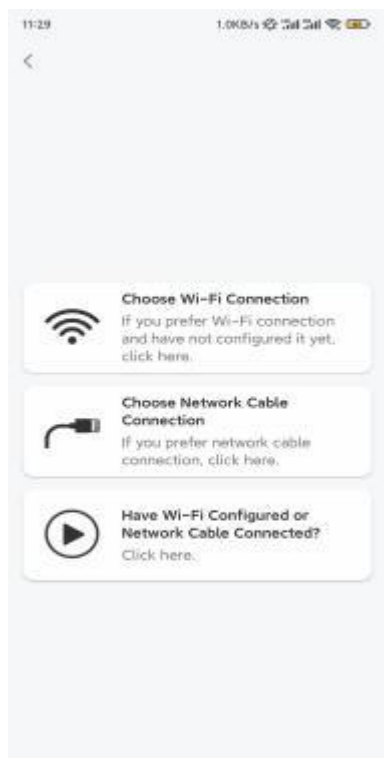 11:29 1.0KB/s
Choose Wi-Fi Connection
If you prefer Wi-Fi connection
and have not configured it yet,
click here.
Choose Network Cable
Connection
If you prefer network cable
connection, click here.
Have Wi-Fi Configured or
Network Cable Connected?
Click here.